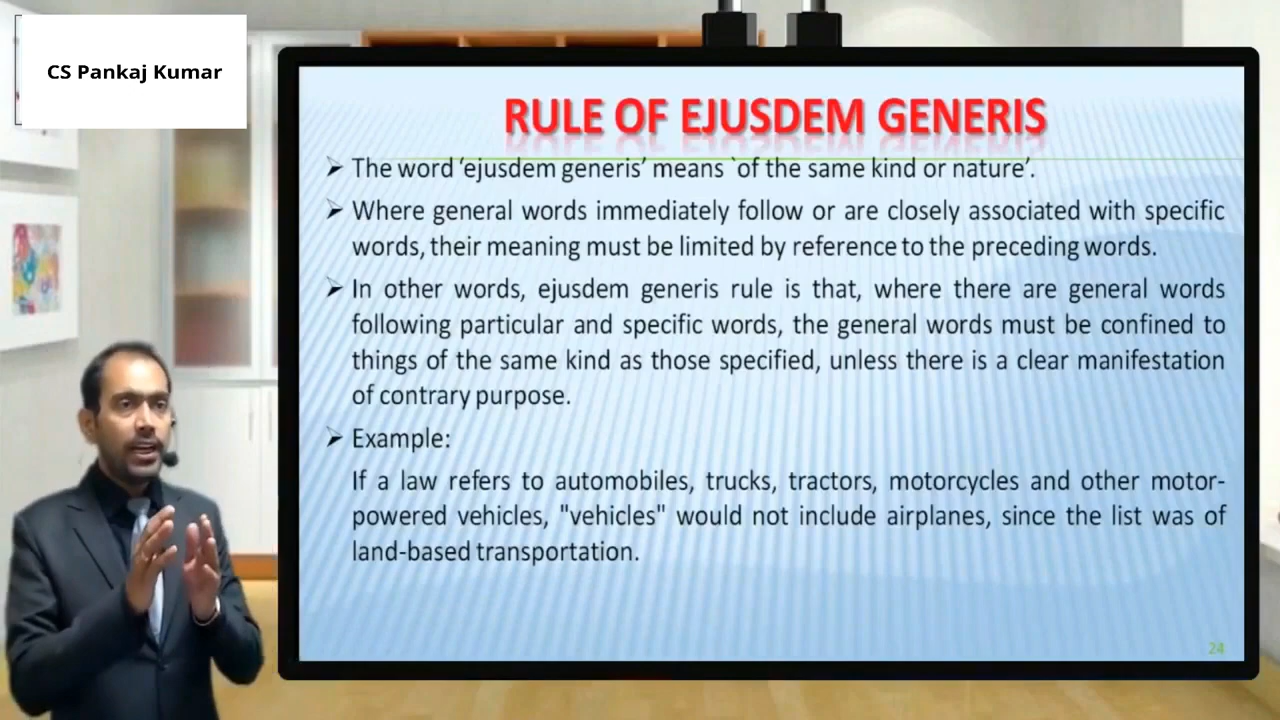 CS Pankaj Kumar
RULE OF EJUSDEM GENERIS
➢ The word ‘ejusdem generis’ means `of the same kind or nature’.
➢ Where general words immediately follow or are closely associated with specific
words, their meaning must be limited by reference to the preceding words.
➢ In other words, ejusdem generis rule is that, where there are general words
following particular and specific words, the general words must be confined to
things of the same kind as those specified, unless there is a clear manifestation
of contrary purpose.
➢ Example:
If a law refers to automobiles, trucks, tractors, motorcycles and other motor-
powered vehicles, "vehicles" would not include airplanes, since the list was of
land-based transportation.
24